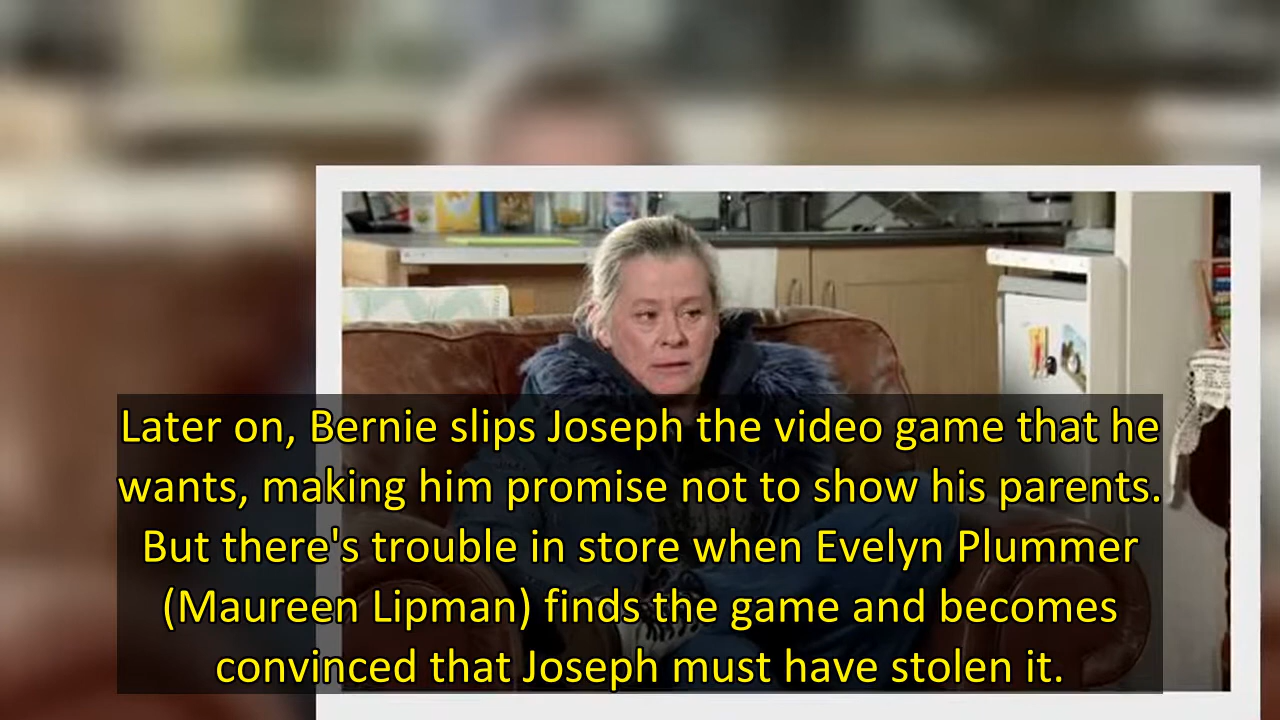 Later on, Bernie slips Joseph the video game that he
wants, making him promise not to show his parents.
But there's trouble in store when Evelyn Plummer
(Maureen Lipman) finds the game and becomes
convinced that Joseph must have stolen it.